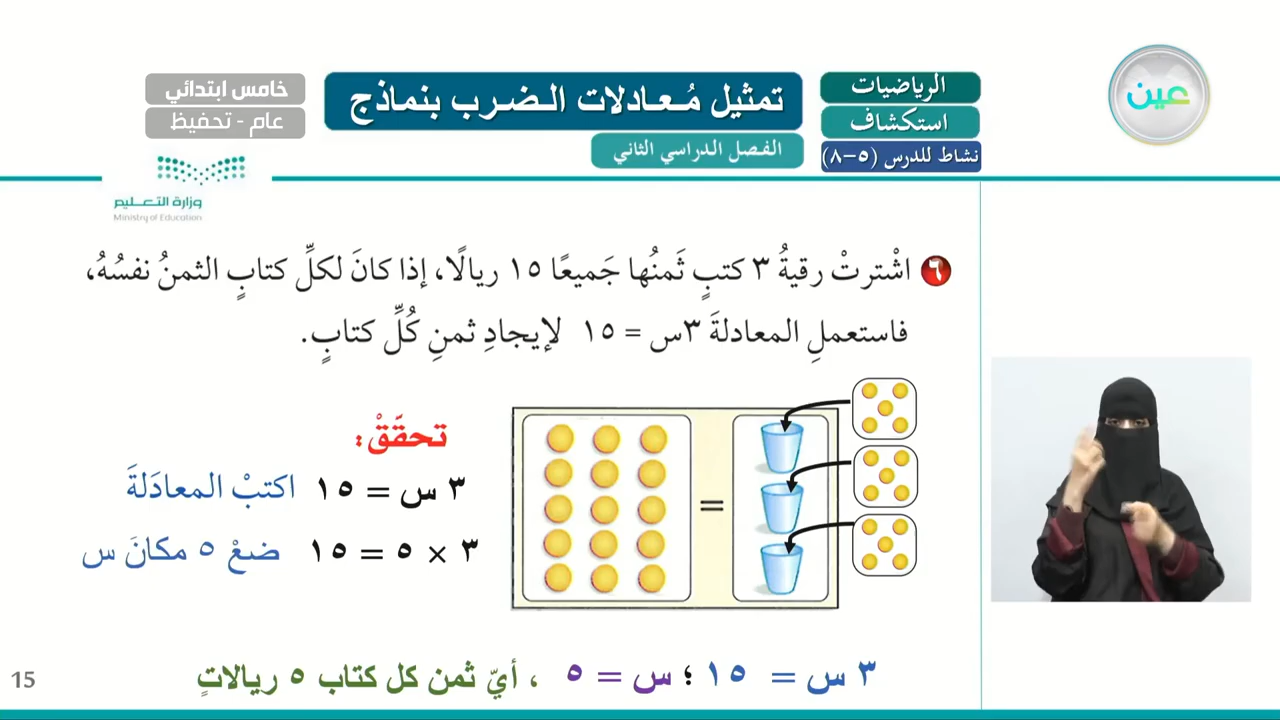 عين
الرياضيات
استكشاف
نشاط للدرس (٥-٨)
تمثيل مُعادلات الضرب بنماذج
الفصل الدراسي الثاني
خامس ابتدائي
عام - تحفيظ
وزارة التعليم
Ministry of Education
٦ اشْترتْ رقيةُ ٣ كتبٍ ثَمنُها جَميعًا ١٥ ريالًا، إذا كانَ لكلِّ كتابٍ الثمنُ نفسُهُ،
فاستعملِ المعادلةَ ٣س = ١٥ لإيجادِ ثمنِ كُلِّ كتابٍ.
=
تحقّقْ:
٣ س = ١٥ اكتبْ المعادَلةَ
٣ × ٥ = ١٥ ضعْ ٥ مكانَ س
٣ س = ١٥ ؛ س = ٥ ، أيّ ثمن كل كتاب ٥ ريالاتٍ
15